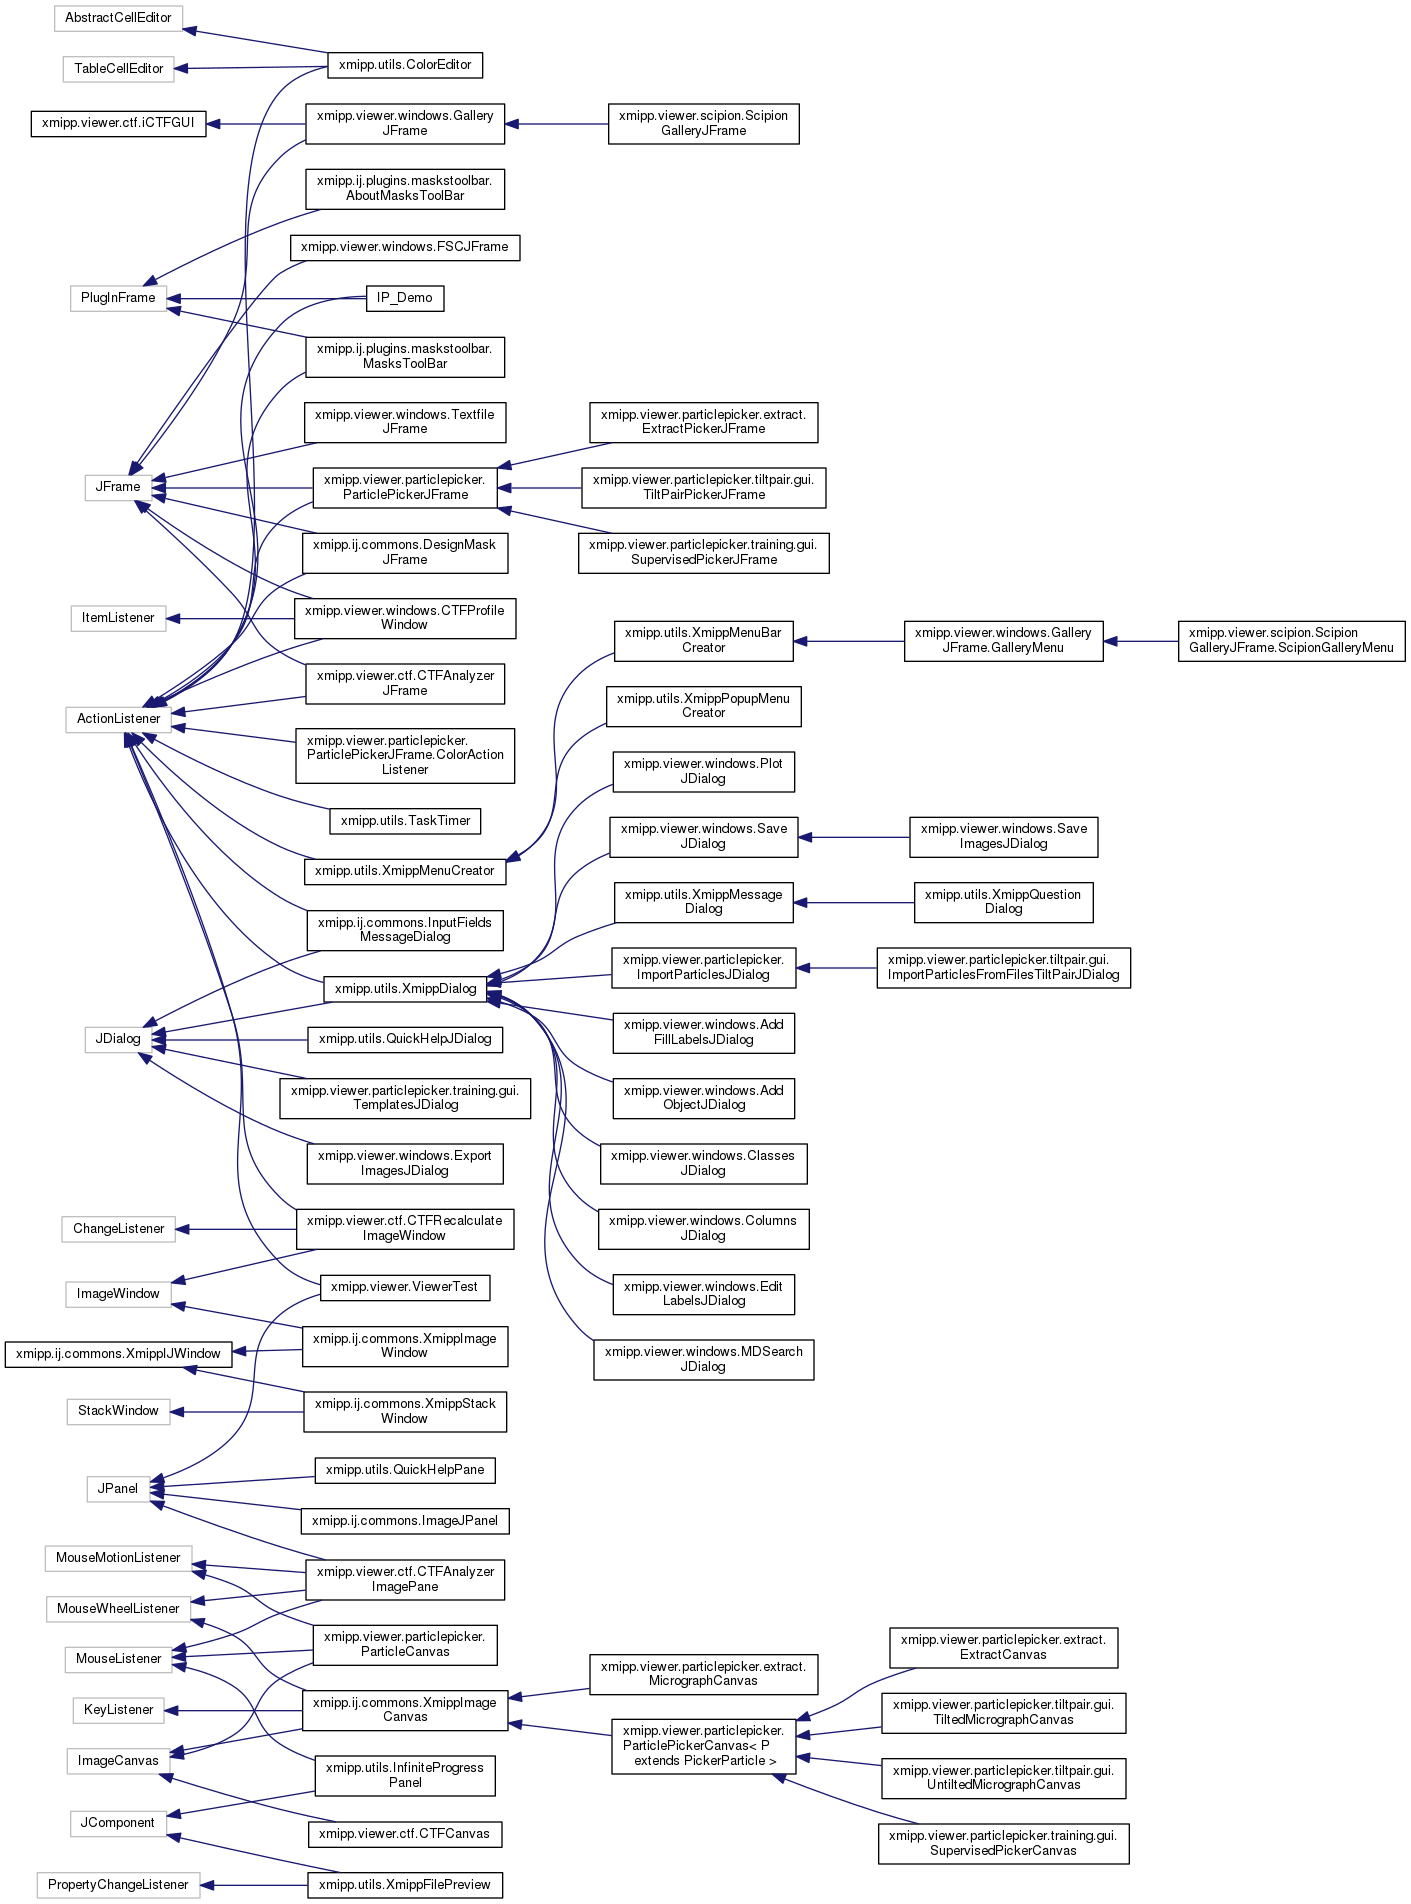 AbstractCellEditor
TableCellEditor
xmipp.utils.ColorEditor
xmipp.viewer.ctf.iCTFGUI
xmipp.viewer.windows.Gallery
JFrame
xmipp.viewer.scipion.Scipion
GalleryJFrame
xmipp.ij.plugins.maskstoolbar.
AboutMasksToolBar
xmipp.viewer.windows.FSCJFrame
PlugInFrame
IP_Demo
xmipp.ij.plugins.maskstoolbar.
MasksToolBar
xmipp.viewer.windows.Textfile
JFrame
xmipp.viewer.particlepicker.extract.
ExtractPickerJFrame
JFrame
xmipp.viewer.particlepicker.
ParticlePickerJFrame
xmipp.viewer.particlepicker.tiltpair.gui.
TiltPairPickerJFrame
xmipp.ij.commons.DesignMask
JFrame
xmipp.viewer.particlepicker.training.gui.
SupervisedPickerJFrame
ItemListener
xmipp.viewer.windows.CTFProfile
Window
xmipp.utils.XmippMenuBar
Creator
xmipp.viewer.windows.Gallery
JFrame.GalleryMenu
xmipp.viewer.scipion.Scipion
GalleryJFrame.ScipionGalleryMenu
xmipp.viewer.ctf.CTFAnalyzer
JFrame
xmipp.utils.XmippPopupMenu
Creator
ActionListener
xmipp.viewer.particlepicker.
ParticlePickerJFrame.ColorAction
Listener
xmipp.viewer.windows.Plot
JDialog
xmipp.utils.TaskTimer
xmipp.viewer.windows.Save
JDialog
xmipp.viewer.windows.Save
ImagesJDialog
xmipp.utils.XmippMenuCreator
xmipp.utils.XmippMessage
Dialog
xmipp.utils.XmippQuestion
Dialog
xmipp.ij.commons.InputFields
MessageDialog
xmipp.viewer.particlepicker.
ImportParticlesJDialog
xmipp.viewer.particlepicker.tiltpair.gui.
ImportParticlesFromFilesTiltPairJDialog
xmipp.utils.XmippDialog
JDialog
xmipp.utils.QuickHelpJDialog
xmipp.viewer.windows.Add
FillLabelsJDialog
xmipp.viewer.particlepicker.training.gui.
TemplatesJDialog
xmipp.viewer.windows.Add
ObjectJDialog
xmipp.viewer.windows.Export
ImagesJDialog
xmipp.viewer.windows.Classes
JDialog
ChangeListener
xmipp.viewer.ctf.CTFRecalculate
ImageWindow
xmipp.viewer.windows.Columns
JDialog
ImageWindow
xmipp.viewer.ViewerTest
xmipp.viewer.windows.Edit
LabelsJDialog
xmipp.ij.commons.XmippIJWindow
xmipp.ij.commons.XmippImage
Window
xmipp.viewer.windows.MDSearch
JDialog
StackWindow
xmipp.ij.commons.XmippStack
Window
JPanel
xmipp.utils.QuickHelpPane
xmipp.ij.commons.ImageJPanel
MouseMotionListener
xmipp.viewer.ctf.CTFAnalyzer
ImagePane
MouseWheelListener
MouseListener
xmipp.viewer.particlepicker.
ParticleCanvas
xmipp.viewer.particlepicker.extract.
MicrographCanvas
xmipp.viewer.particlepicker.extract.
ExtractCanvas
KeyListener
xmipp.ij.commons.XmippImage
Canvas
xmipp.viewer.particlepicker.
ParticlePickerCanvas< P
extends PickerParticle >
xmipp.viewer.particlepicker.tiltpair.gui.
TiltedMicrographCanvas
ImageCanvas
xmipp.utils.InfiniteProgress
Panel
xmipp.viewer.particlepicker.tiltpair.gui.
UntiltedMicrographCanvas
JComponent
xmipp.viewer.ctf.CTFCanvas
xmipp.viewer.particlepicker.training.gui.
SupervisedPickerCanvas
PropertyChangeListener
xmipp.utils.XmippFilePreview